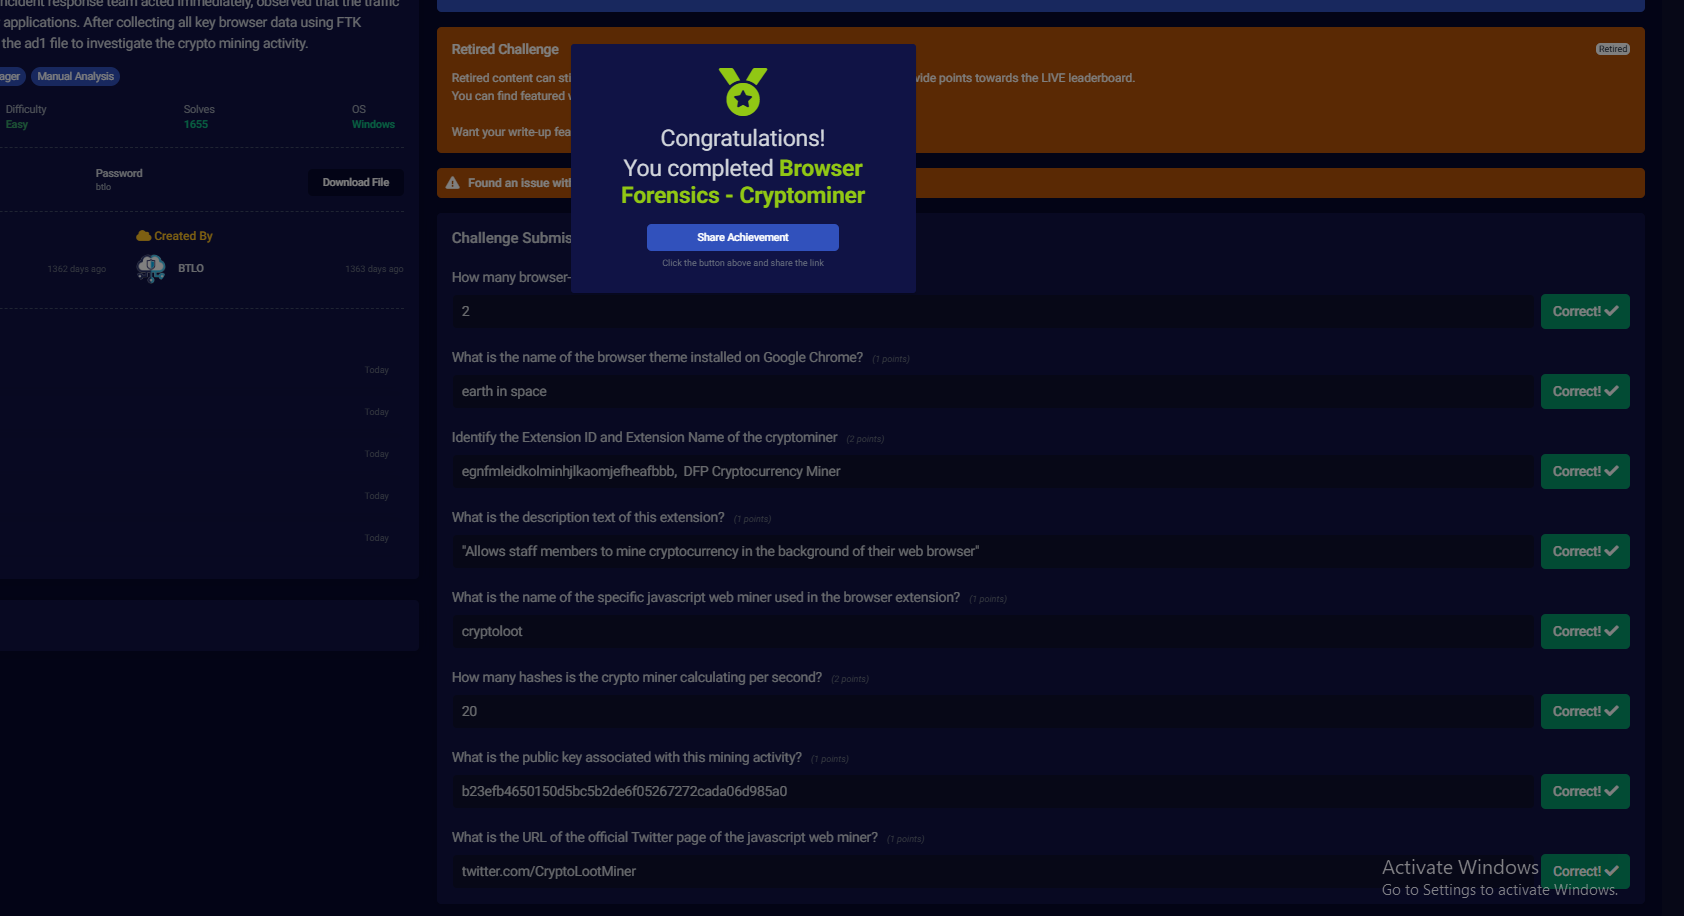 ncident response team acted immediately, observed that the traffic
applications. After collecting all key browser data using FTK
the ad1 file to investigate the crypto mining activity.
ager
Manual Analysis
Difficulty
Easy
Solves
1655
OS
Windows
Password
btlo
Download File
Created By
1362 days ago
BTLO
1363 days ago
Today
Today
Today
Today
Today
Retired Challenge
Retired
Retired content can sti
vide points towards the LIVE leaderboard.
You can find featured
Want your write-up fea
Found an issue with
Congratulations!
You completed Browser
Forensics - Cryptominer
Share Achievement
Click the button above and share the link
Challenge Submis
How many browser-
2
Correct!
What is the name of the browser theme installed on Google Chrome? (1 points)
earth in space
Correct!
Identify the Extension ID and Extension Name of the cryptominer (2 points)
egnfmleidkolminhjlkaomjefheafbbb, DFP Cryptocurrency Miner
Correct!
What is the description text of this extension? (1 points)
"Allows staff members to mine cryptocurrency in the background of their web browser"
Correct!
What is the name of the specific javascript web miner used in the browser extension? (1 points)
cryptoloot
Correct!
How many hashes is the crypto miner calculating per second? (2 points)
20
Correct!
What is the public key associated with this mining activity? (1 points)
b23efb4650150d5bc5b2de6f05267272cada06d985a0
Correct!
What is the URL of the official Twitter page of the javascript web miner? (1 points)
twitter.com/CryptoLootMiner
Correct!
Activate Windows
Go to Settings to activate Windows.